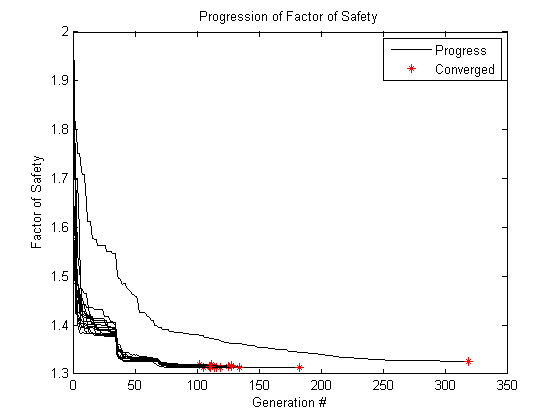 Progression of Factor of Safety
2
1.9
1.8
1.7
1.6
1.5
1.4
1.3
Factor of Safety
Progress
Converged
0 50 100 150 200 250 300 350
Generation #